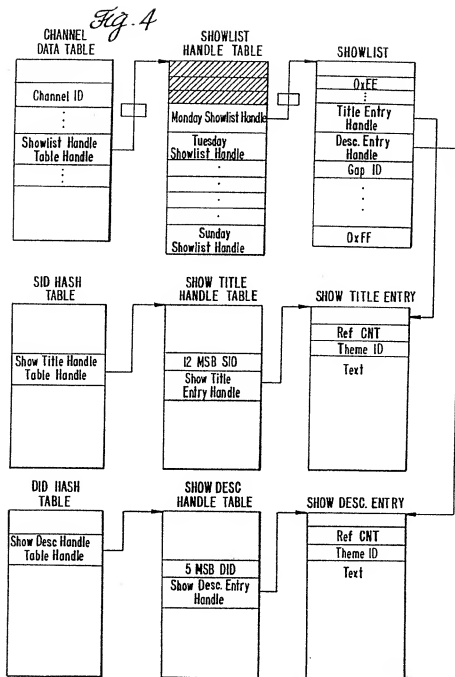 Fig. 4
CHANNEL
DATA TABLE
Channel ID
Showlist Handle
Table Handle
SHOWLIST
HANDLE TABLE
Monday Showlist Handle
Tuesday
Showlist Handle
Sunday
Showlist Handle
SHOWLIST
0xEE
Title Entry
Handle
Desc. Entry
Handle
Gap ID
0xFF
SID HASH
TABLE
Show Title Handle
Table Handle
SHOW TITLE
HANDLE TABLE
12 MSB SIO
Show Title
Entry Handle
SHOW TITLE ENTRY
Ref CNT
Theme ID
Text
DID HASH
TABLE
Show Desc Handle
Table Handle
SHOW DESC
HANDLE TABLE
5 MSB DID
Show Desc. Entry
Handle
SHOW DESC. ENTRY
Ref CNT
Theme ID
Text